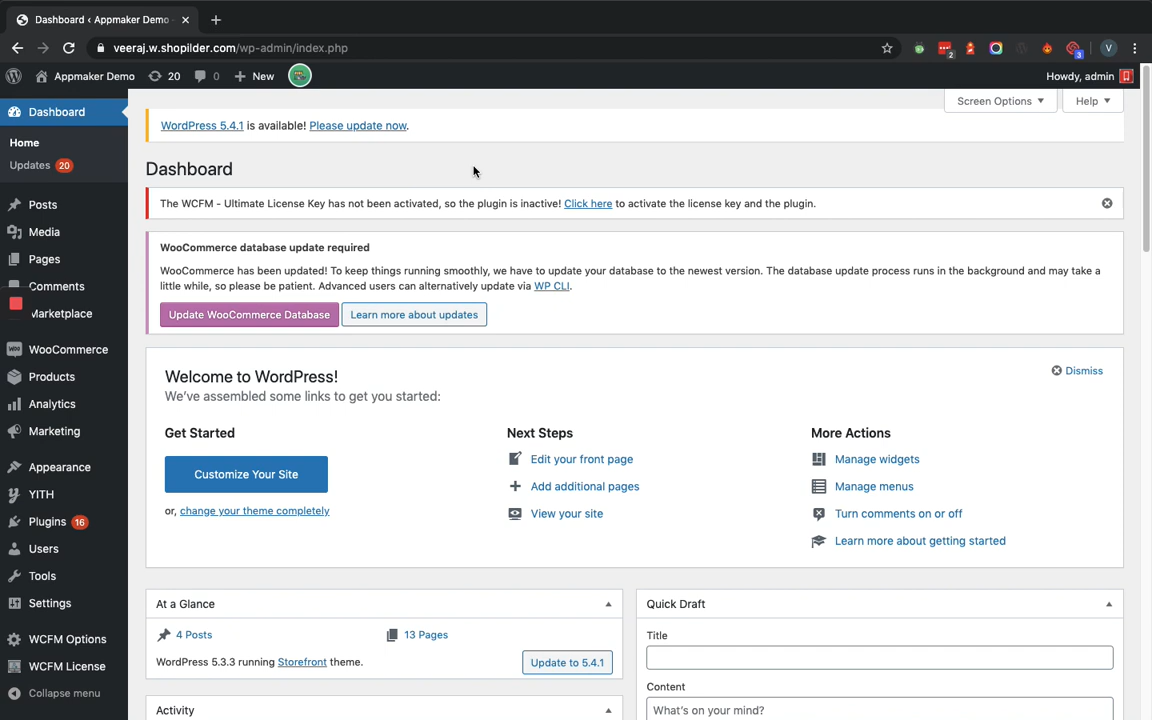 Dashboard ‹ Appmaker Demo
veeraj.w.shopilder.com/wp-admin/index.php
2
3
V
Appmaker Demo
20
0
New
Howdy, admin
Dashboard
Home
Updates 20
Posts
Media
Pages
Comments
Marketplace
WooCommerce
Products
Analytics
Marketing
Appearance
YITH
Plugins 16
Users
Tools
Settings
WCFM Options
WCFM License
Collapse menu
Screen Options
Help
WordPress 5.4.1 is available! Please update now.
Dashboard
The WCFM - Ultimate License Key has not been activated, so the plugin is inactive! Click here to activate the license key and the plugin.
WooCommerce database update required
WooCommerce has been updated! To keep things running smoothly, we have to update your database to the newest version. The database update process runs in the background and may take a
little while, so please be patient. Advanced users can alternatively update via WP CLI.
Update WooCommerce Database
Learn more about updates
Welcome to WordPress!
Dismiss
We've assembled some links to get you started:
Get Started
Customize Your Site
or, change your theme completely
Next Steps
Edit your front page
Add additional pages
View your site
More Actions
Manage widgets
Manage menus
Turn comments on or off
Learn more about getting started
At a Glance
4 Posts
13 Pages
WordPress 5.3.3 running Storefront theme.
Update to 5.4.1
Activity
Quick Draft
Title
Content
What's on your mind?